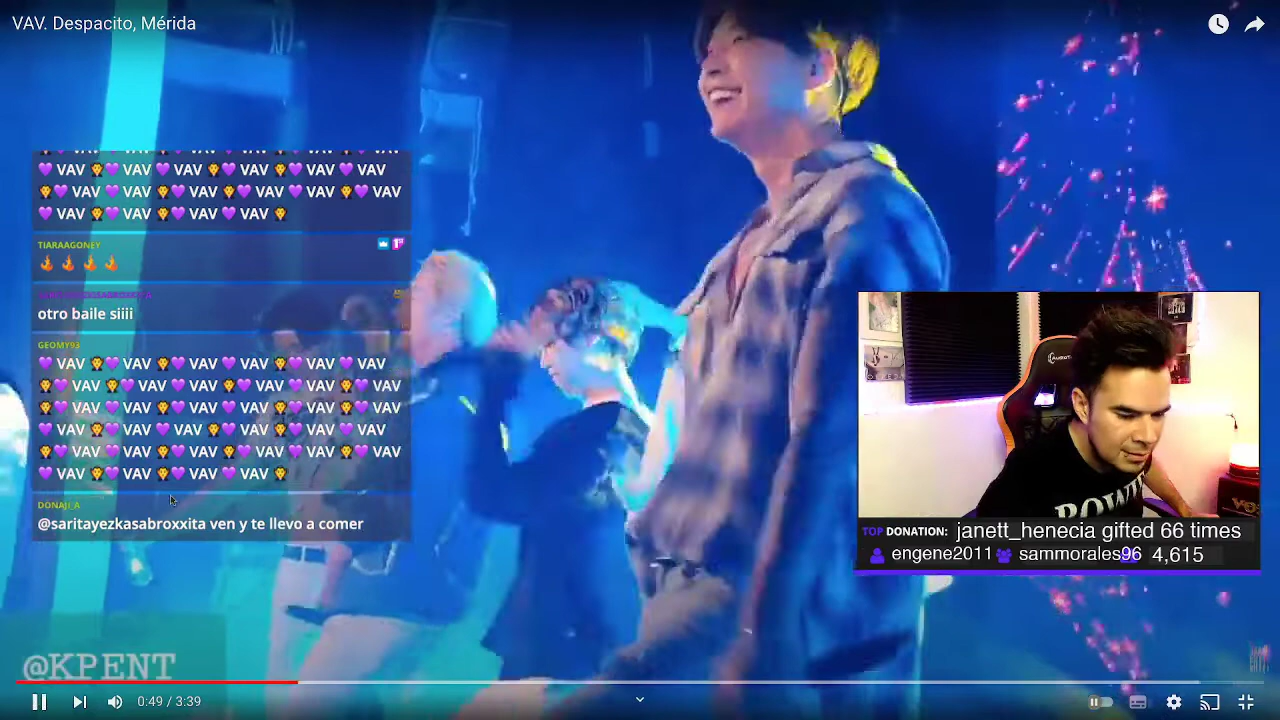 VAV. Despacito, Mérida
💜 VAV 🧛💜 VAV 💜 VAV 🧛💜 VAV 🧛💜 VAV 💜 VAV
🧛💜 VAV 💜 VAV 🧛💜 VAV 🧛💜 VAV 💜 VAV 🧛💜 VAV
💜 VAV 🧛💜 VAV 🧛💜 VAV 💜 VAV 🧛
TIARAAGONEY
🔥 🔥 🔥 🔥
otro baile siiii
GEOMY93
💜 VAV 🧛💜 VAV 🧛💜 VAV 💜 VAV 🧛💜 VAV 💜 VAV
🧛💜 VAV 🧛💜 VAV 💜 VAV 🧛💜 VAV 💜 VAV 🧛💜 VAV
🧛💜 VAV 💜 VAV 🧛💜 VAV 💜 VAV 🧛💜 VAV 🧛💜 VAV
💜 VAV 🧛💜 VAV 💜 VAV 🧛💜 VAV 🧛💜 VAV 💜 VAV
🧛💜 VAV 💜 VAV 🧛💜 VAV 🧛💜 VAV 💜 VAV 🧛💜 VAV
💜 VAV 🧛💜 VAV 🧛💜 VAV 💜 VAV 🧛
DONAJI_A
@saritayezkasabroxxita ven y te llevo a comer
TOP DONATION: janett_henecia gifted 66 times
engene2011 sammorales96 4,615
@KPENT
0:49 / 3:39